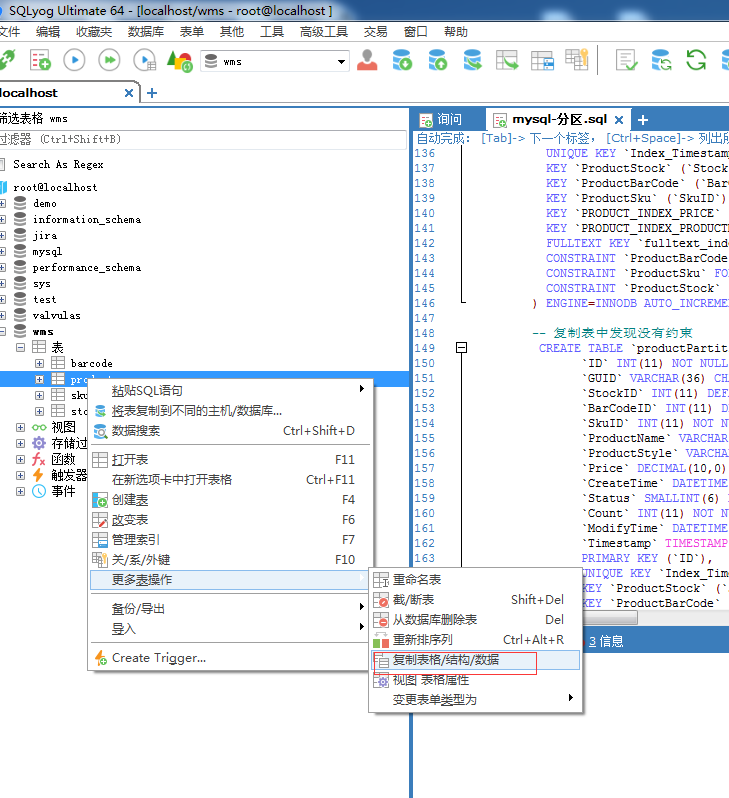 SQLyog Ultimate 64 - [localhost/wms - root@localhost ]
文件 编辑 收藏夹 数据库 表单 其他 工具 高级工具 交易 窗口 帮助
wms
localhost
筛选表格 wms
过滤器 (Ctrl+Shift+B)
Search As Regex
root@localhost
demo
information_schema
jira
mysql
performance_schema
sys
test
valvulas
wms
表
barcode
produ
sku
sto
视图
存储过
函数
触发器
事件
粘贴SQL语句
将表复制到不同的主机/数据库...
数据搜索 Ctrl+Shift+D
打开表 F11
在新选项卡中打开表格 Ctrl+F11
创建表 F4
改变表 F6
管理索引 F7
关/系/外键 F10
更多表操作
备份/导出
导入
Create Trigger...
重命名表
截/断表 Shift+Del
从数据库删除表 Del
重新排序列 Ctrl+Alt+R
复制表格/结构/数据
视图 表格属性
变更表单类型为
询问 mysql-分区.sql
自动完成: [Tab]-> 下一个标签, [Ctrl+Space]-> 列出所
136 UNIQUE KEY `Index_Timestamp
137 KEY `ProductStock` (`Stock
138 KEY `ProductBarCode` (`Bar
139 KEY `ProductSku` (`SkuID`)
140 KEY `PRODUCT_INDEX_PRICE`
141 KEY `PRODUCT_INDEX_PRODUCT
142 FULLTEXT KEY `fulltext_ind
143 CONSTRAINT `ProductBarCode
144 CONSTRAINT `ProductSku` FO
145 CONSTRAINT `ProductStock`
146 ) ENGINE=INNODB AUTO_INCREME
147
148 -- 复制表中发现没有约束
149 CREATE TABLE `productPartit
150 `ID` INT(11) NOT NULL
151 `GUID` VARCHAR(36) CHA
152 `StockID` INT(11) DEFA
153 `BarCodeID` INT(11) DE
154 `SkuID` INT(11) NOT N
155 `ProductName` VARCHAR
156 `ProductStyle` VARCHA
157 `Price` DECIMAL(10,0)
158 `CreateTime` DATETIME
159 `Status` SMALLINT(6) 
160 `Count` INT(11) NOT N
161 `ModifyTime` DATETIME
162 `Timestamp` TIMESTAMP
163 PRIMARY KEY (`ID`),
UNIQUE KEY `Index_Time
KEY `ProductStock` (`
KEY `ProductBarCode`
3 信息